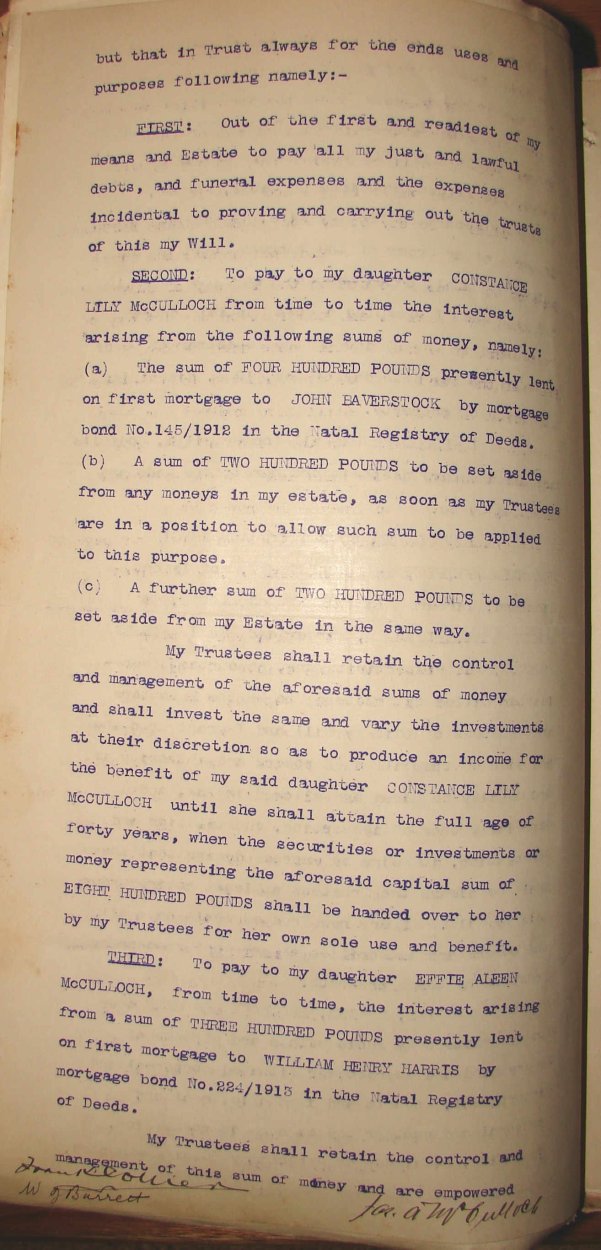 but that in Trust always for the ends uses and
purposes following namely:-
FIRST: Out of the first and readiest of my
means and Estate to pay all my just and lawful
debts, and funeral expenses and the expenses
incidental to proving and carrying out the trusts
of this my Will.
SECOND: To pay to my daughter CONSTANCE
LILY McCULLOCH from time to time the interest
arising from the following sums of money, namely:
(a) The sum of FOUR HUNDRED POUNDS presently lent
on first mortgage to JOHN BAVERSTOCK by mortgage
bond No.145/1912 in the Natal Registry of Deeds.
(b) A sum of TWO HUNDRED POUNDS to be set aside
from any moneys in my estate, as soon as my Trustees
are in a position to allow such sum to be applied
to this purpose.
(c) A further sum of TWO HUNDRED POUNDS to be
set aside from my Estate in the same way.
My Trustees shall retain the control
and management of the aforesaid sums of money
and shall invest the same and vary the investments
at their discretion so as to produce an income for
the benefit of my said daughter CONSTANCE LILY
McCULLOCH until she shall attain the full age of
forty years, when the securities or investments or
money representing the aforesaid capital sum of
EIGHT HUNDRED POUNDS shall be handed over to her
by my Trustees for her own sole use and benefit.
THIRD: To pay to my daughter EFFIE ALEEN
McCULLOCH, from time to time, the interest arising
from a sum of THREE HUNDRED POUNDS presently lent
on first mortgage to WILLIAM HENRY HARRIS by
mortgage bond No.224/1913 in the Natal Registry
of Deeds.
My Trustees shall retain the control and
management of this sum of money and are empowered
Frank
W J Barrett
Jas. A McCulloch